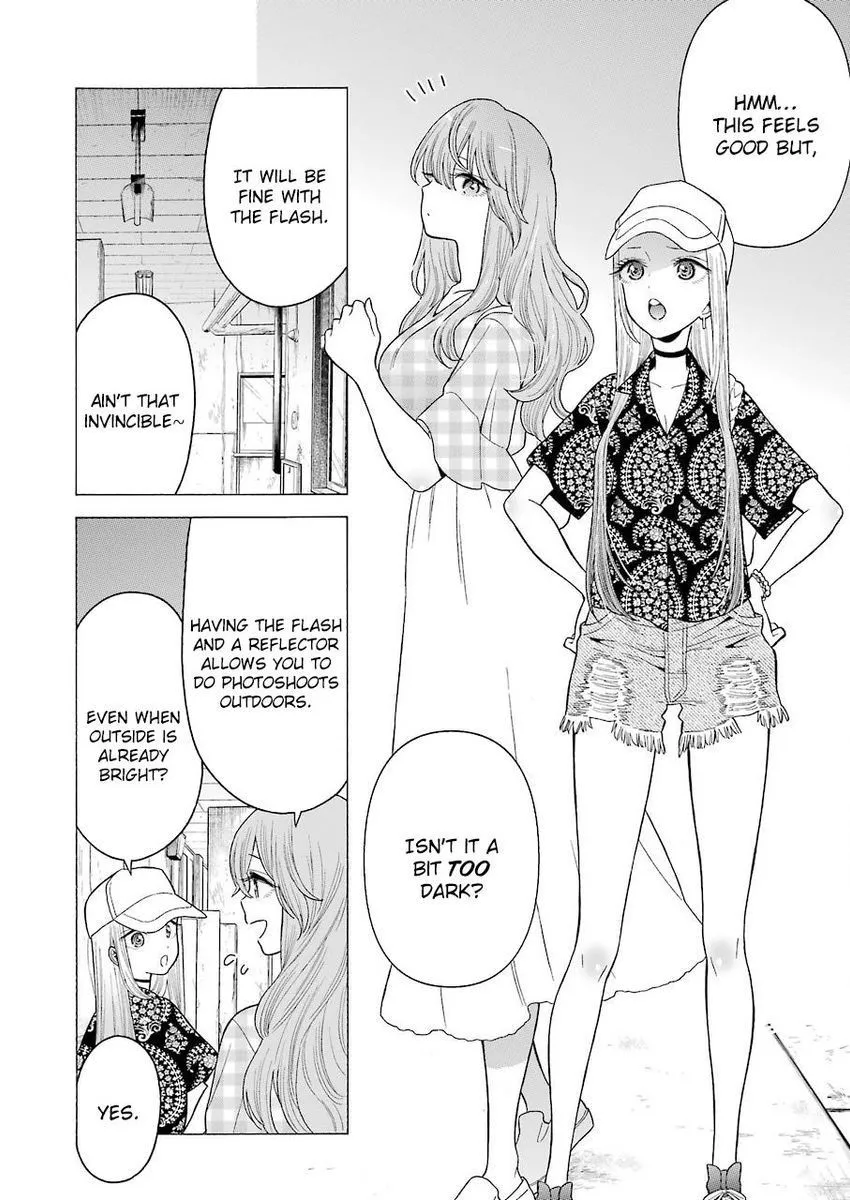 HMM...
THIS FEELS
GOOD BUT,
ISN'T IT A
BIT TOO
DARK?
IT WILL BE
FINE WITH
THE FLASH.
AIN'T THAT
INVINCIBLE~
HAVING THE FLASH
AND A REFLECTOR
ALLOWS YOU TO
DO PHOTOSHOOTS
OUTDOORS.
EVEN WHEN
OUTSIDE IS
ALREADY
BRIGHT?
YES.